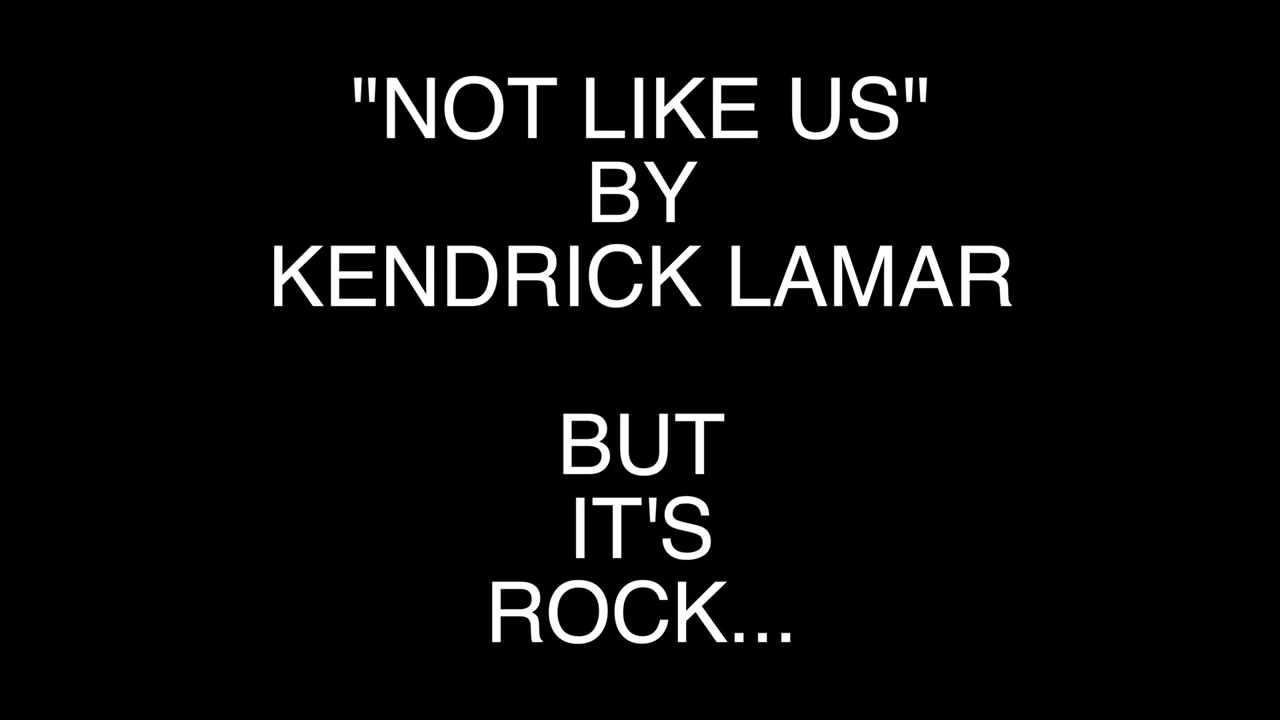 "NOT LIKE US"
BY
KENDRICK LAMAR
BUT
IT'S
ROCK...